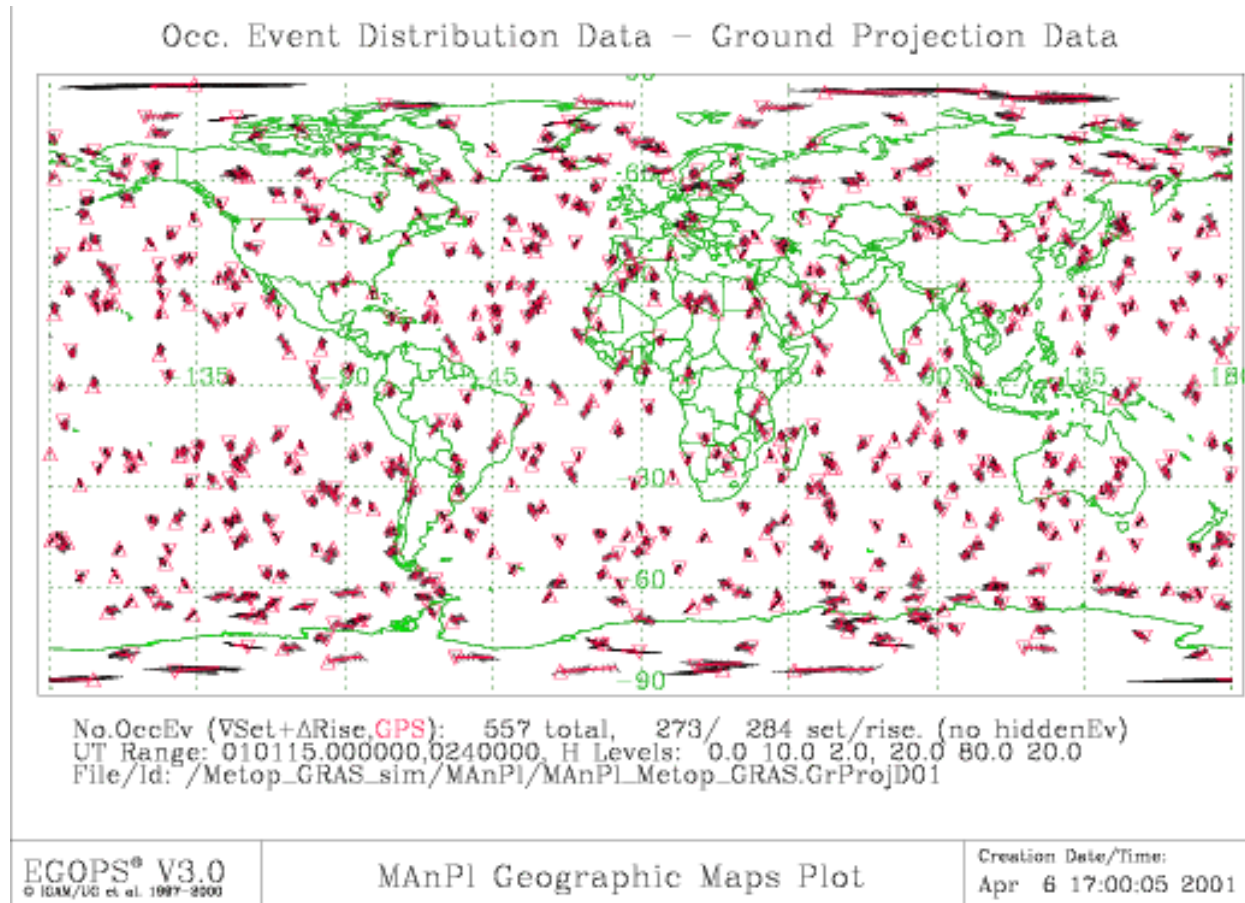 Occ. Event Distribution Data – Ground Projection Data
60
-135
-90
-45
0
90
135
180
-30
60
-90
No.OccEv (∇Set+ΔRise,GPS): 557 total, 273/ 284 set/rise. (no hiddenEv)
UT Range: 010115.000000,0240000, H Levels: 0.0 10.0 2.0, 20.0 80.0 20.0
File/Id: /Metop_GRAS_sim/MAnPl/MAnPl_Metop_GRAS.GrProjD01
EGOPS® V3.0
© IGAM/UG et al. 1997-2000
MAnPl Geographic Maps Plot
Creation Date/Time:
Apr 6 17:00:05 2001